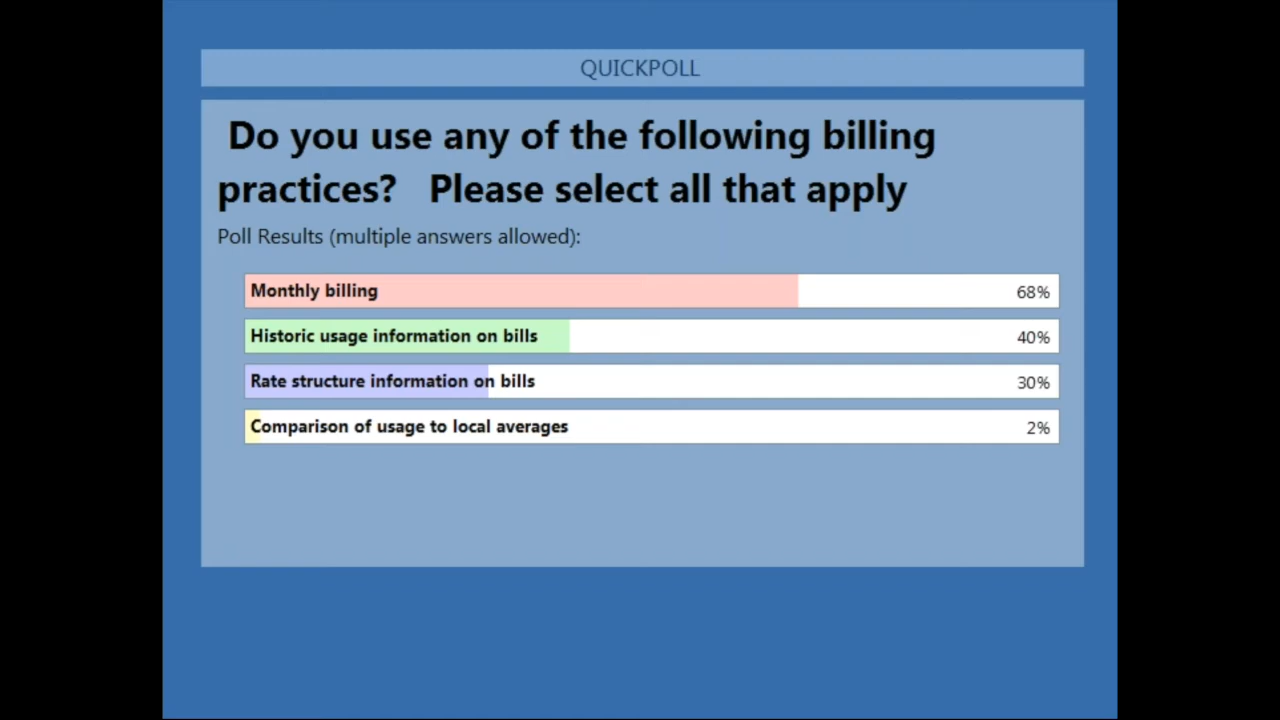 QUICKPOLL
Do you use any of the following billing
practices? Please select all that apply
Poll Results (multiple answers allowed):
Monthly billing 68%
Historic usage information on bills 40%
Rate structure information on bills 30%
Comparison of usage to local averages 2%